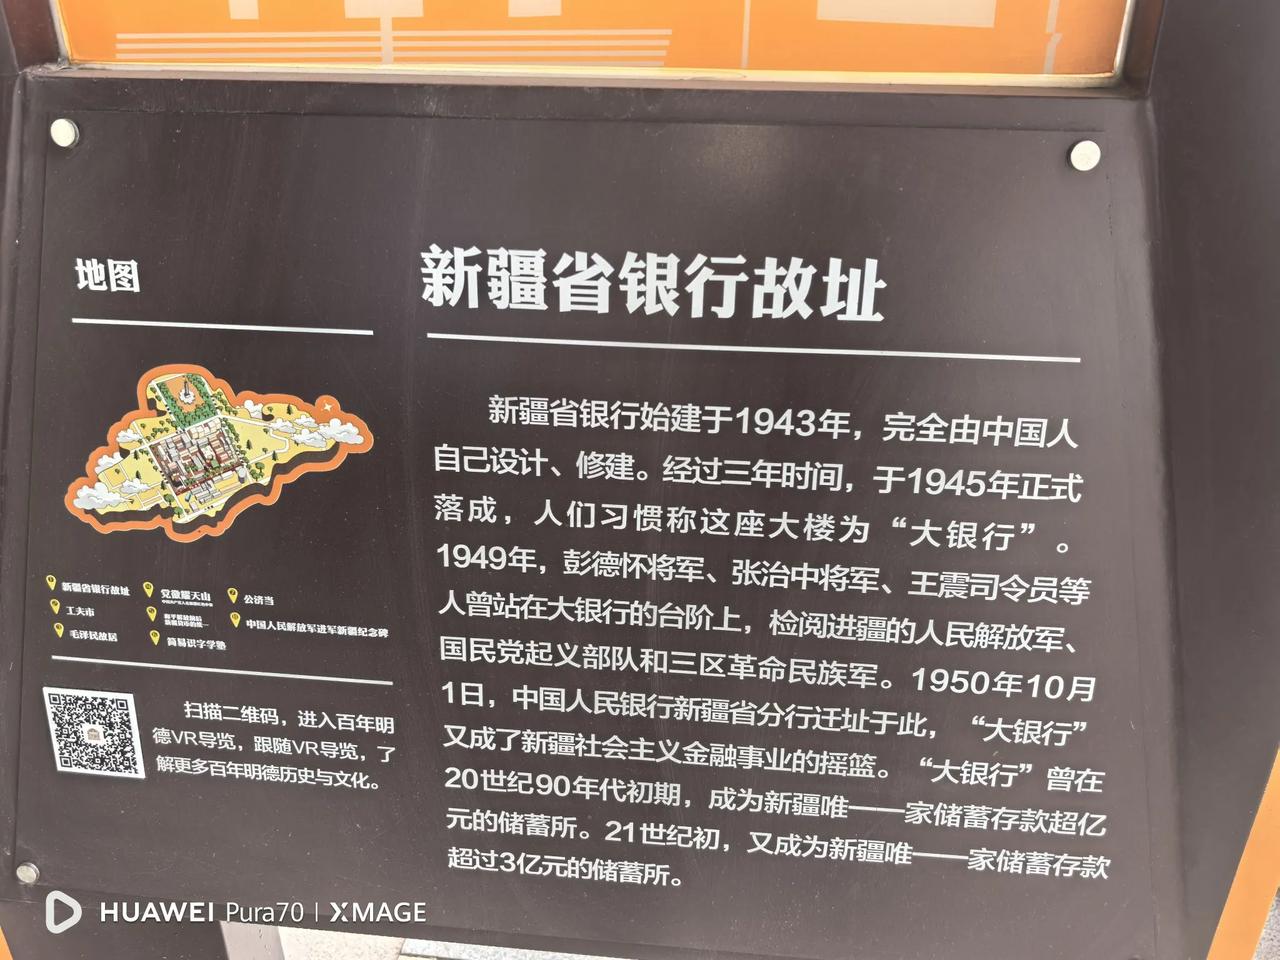 地图
新疆省银行故址
党徽耀天山
公济当
工夫市
中国人民解放军进军新疆纪念碑
毛泽民故居
简易识字学塾
扫描二维码，进入百年明
德VR导览，跟随VR导览，了
解更多百年明德历史与文化。
新疆省银行故址
新疆省银行始建于1943年，完全由中国人
自己设计、修建。经过三年时间，于1945年正式
落成，人们习惯称这座大楼为“大银行”。
1949年，彭德怀将军、张治中将军、王震司令员等
人曾站在大银行的台阶上，检阅进疆的人民解放军、
国民党起义部队和三区革命民族军。1950年10月
1日，中国人民银行新疆省分行迁址于此，“大银行”
又成了新疆社会主义金融事业的摇篮。“大银行”曾在
20世纪90年代初期，成为新疆唯一一家储蓄存款超亿
元的储蓄所。21世纪初，又成为新疆唯一一家储蓄存款
超过3亿元的储蓄所。
HUAWEI Pura70 | XMAGE